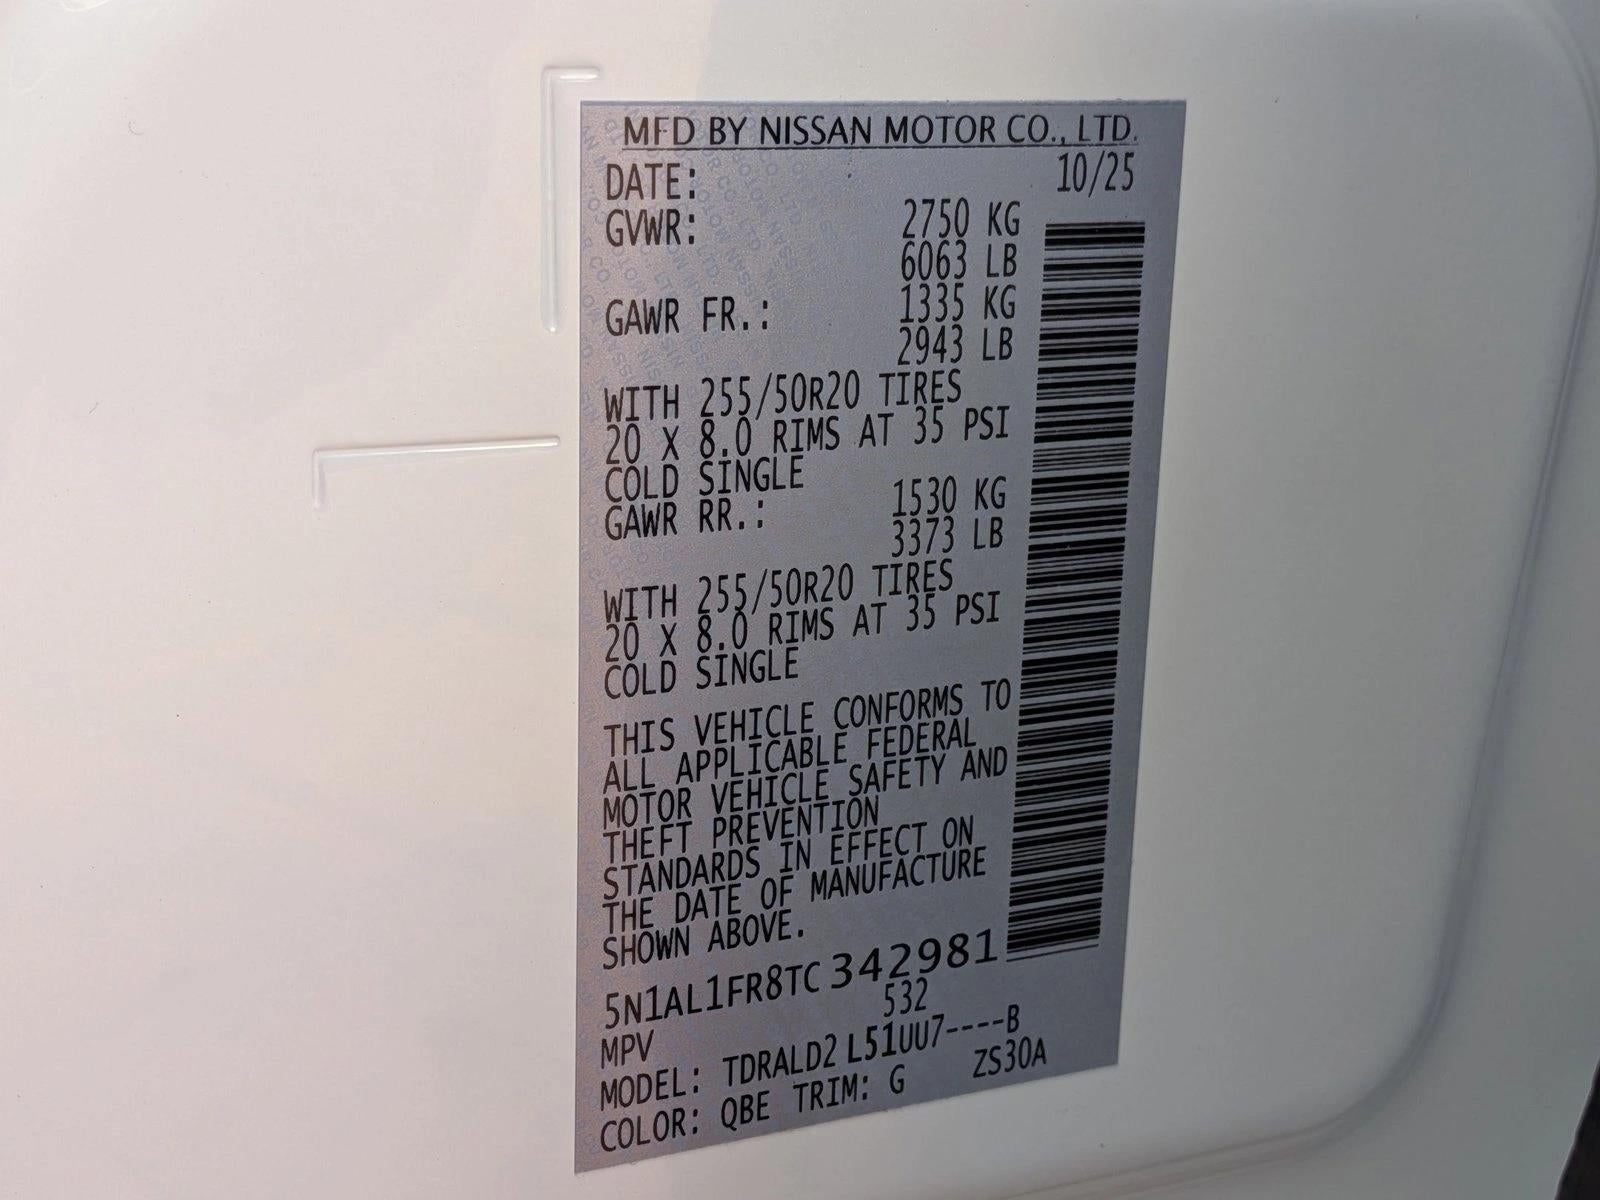 MFD BY NISSAN MOTOR CO., LTD.
DATE: 10/25
GVWR: 2750 KG
6063 LB
GAWR FR.: 1335 KG
2943 LB
WITH 255/50R20 TIRES
20 X 8.0 RIMS AT 35 PSI
COLD SINGLE
GAWR RR.: 1530 KG
3373 LB
WITH 255/50R20 TIRES
20 X 8.0 RIMS AT 35 PSI
COLD SINGLE
THIS VEHICLE CONFORMS TO
ALL APPLICABLE FEDERAL
MOTOR VEHICLE SAFETY AND
THEFT PREVENTION
STANDARDS IN EFFECT ON
THE DATE OF MANUFACTURE
SHOWN ABOVE.
5N1AL1FR8TC342981
MPV 532
MODEL: TDRALD2 L51UU7----B
COLOR: QBE TRIM: G ZS30A